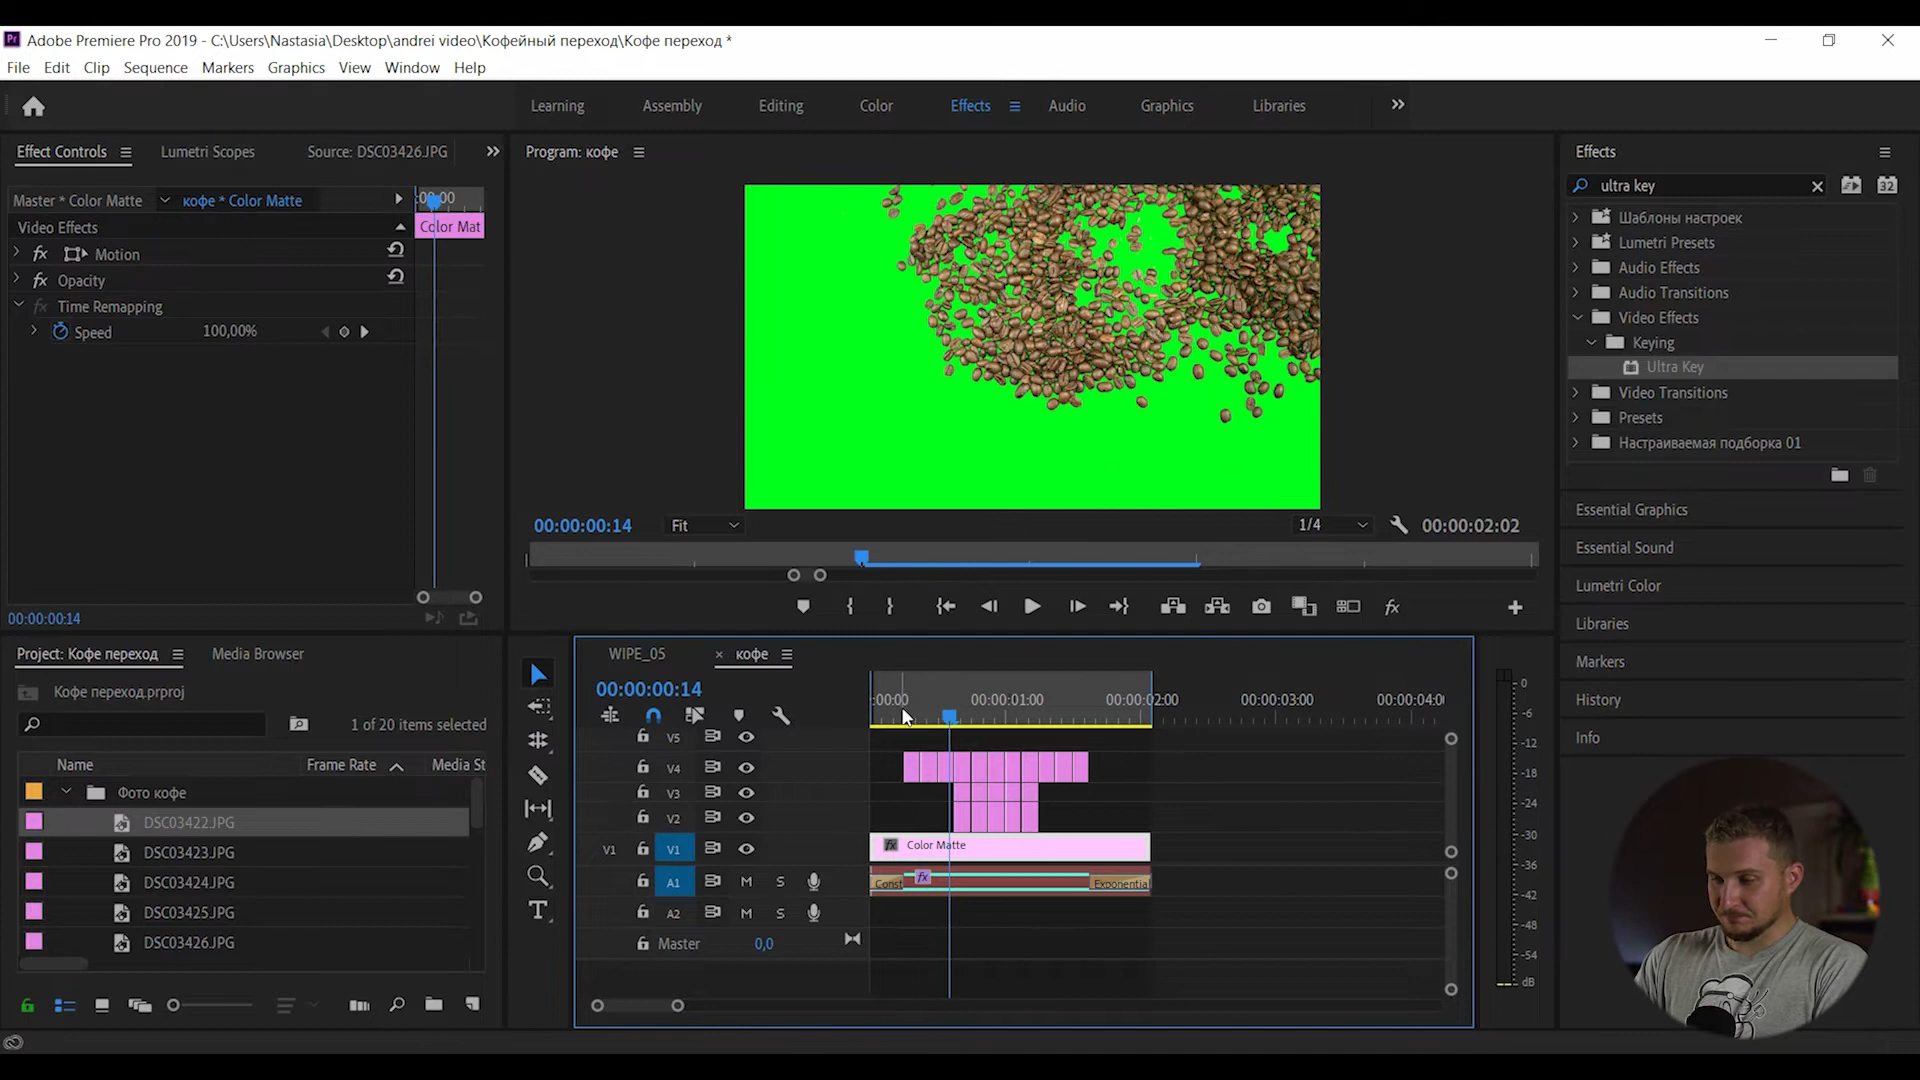 Pr Adobe Premiere Pro 2019 - C:\Users\Nastasia\Desktop\andrei video\Кофейный переход\Кофе переход *
File Edit Clip Sequence Markers Graphics View Window Help
Learning Assembly Editing Color Effects Audio Graphics Libraries
Effect Controls Lumetri Scopes Source: DSC03426.JPG
Program: кофе
Effects
Master * Color Matte кофе * Color Matte
:00:00
ultra key
32
Video Effects
Color Mat
fx Motion
fx Opacity
fx Time Remapping
Speed 100,00%
Шаблоны настроек
Lumetri Presets
Audio Effects
Audio Transitions
Video Effects
Keying
Ultra Key
Video Transitions
Presets
Настраиваемая подборка 01
00:00:00:14 Fit 1/4 00:00:02:02
fx
00:00:00:14
Essential Graphics
Essential Sound
Lumetri Color
Libraries
Markers
History
Info
Project: Кофе переход Media Browser
Кофе переход.prproj
1 of 20 items selected
Name Frame Rate Media St
Фото кофе
DSC03422.JPG
DSC03423.JPG
DSC03424.JPG
DSC03425.JPG
DSC03426.JPG
WIPE_05 × кофе
00:00:00:14
:00:00 00:00:01:00 00:00:02:00 00:00:03:00 00:00:04:0
V5
V4
V3
V2
V1 V1 fx Color Matte
A1 M S Const fx Exponential
A2 M S
Master 0,0
0
-6
-12
-18
-24
-30
-36
-42
-48
-54
dB